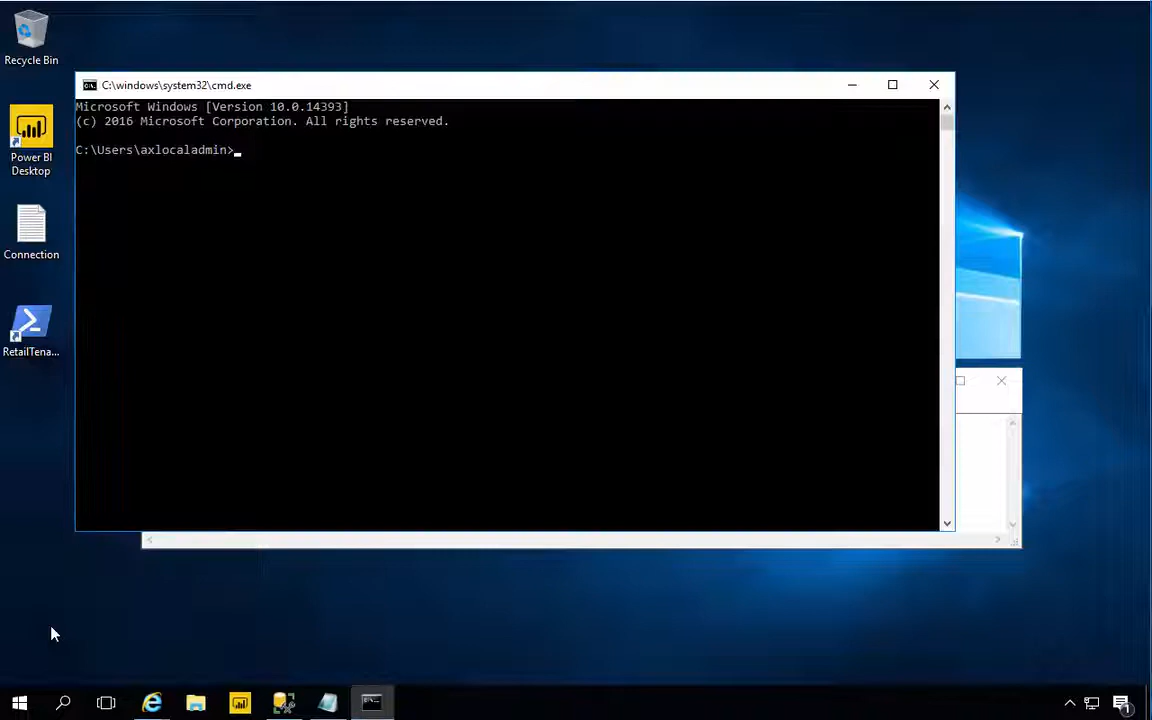 Recycle Bin
C:\windows\system32\cmd.exe
Microsoft Windows [Version 10.0.14393]
(c) 2016 Microsoft Corporation. All rights reserved.
C:\Users\axlocaladmin>
Power BI
Desktop
Connection
RetailTena...
1